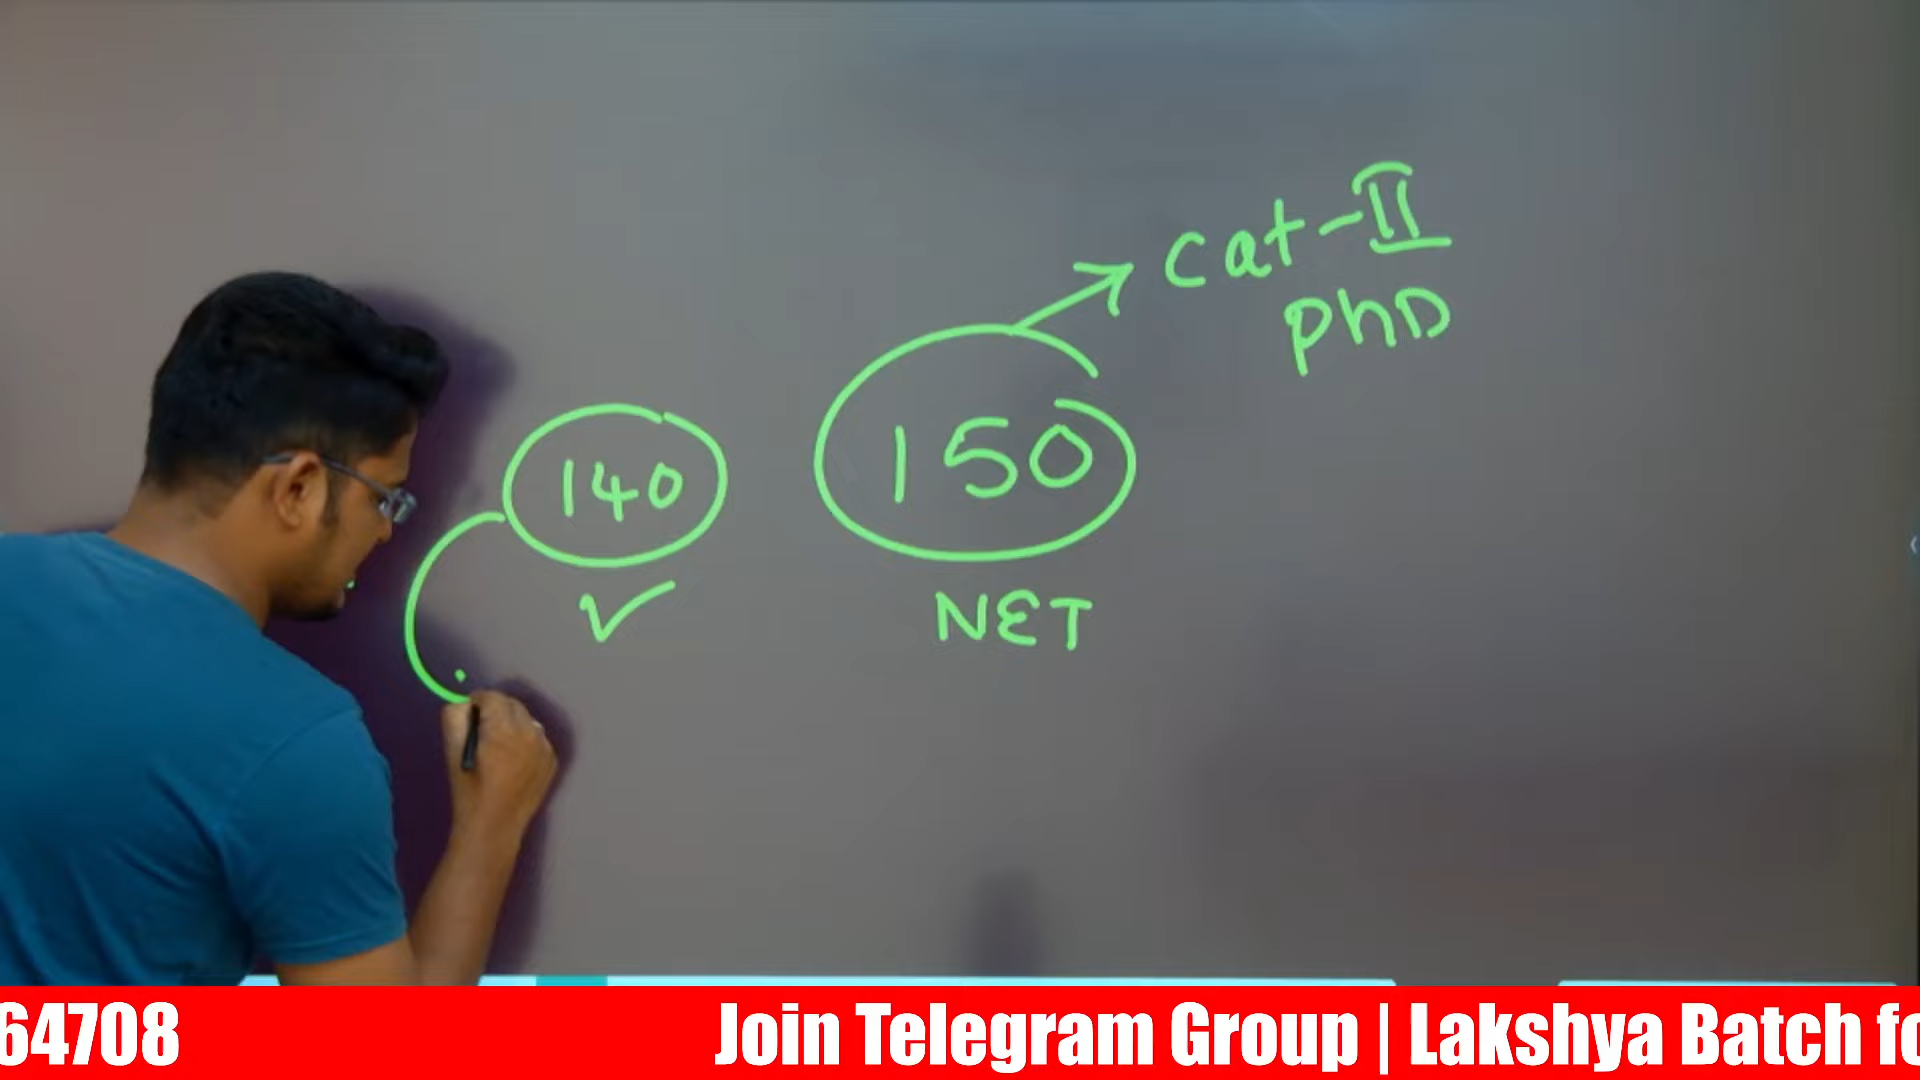 cat-II
PhD
140
150
NET
64708
Join Telegram Group | Lakshya Batch fo